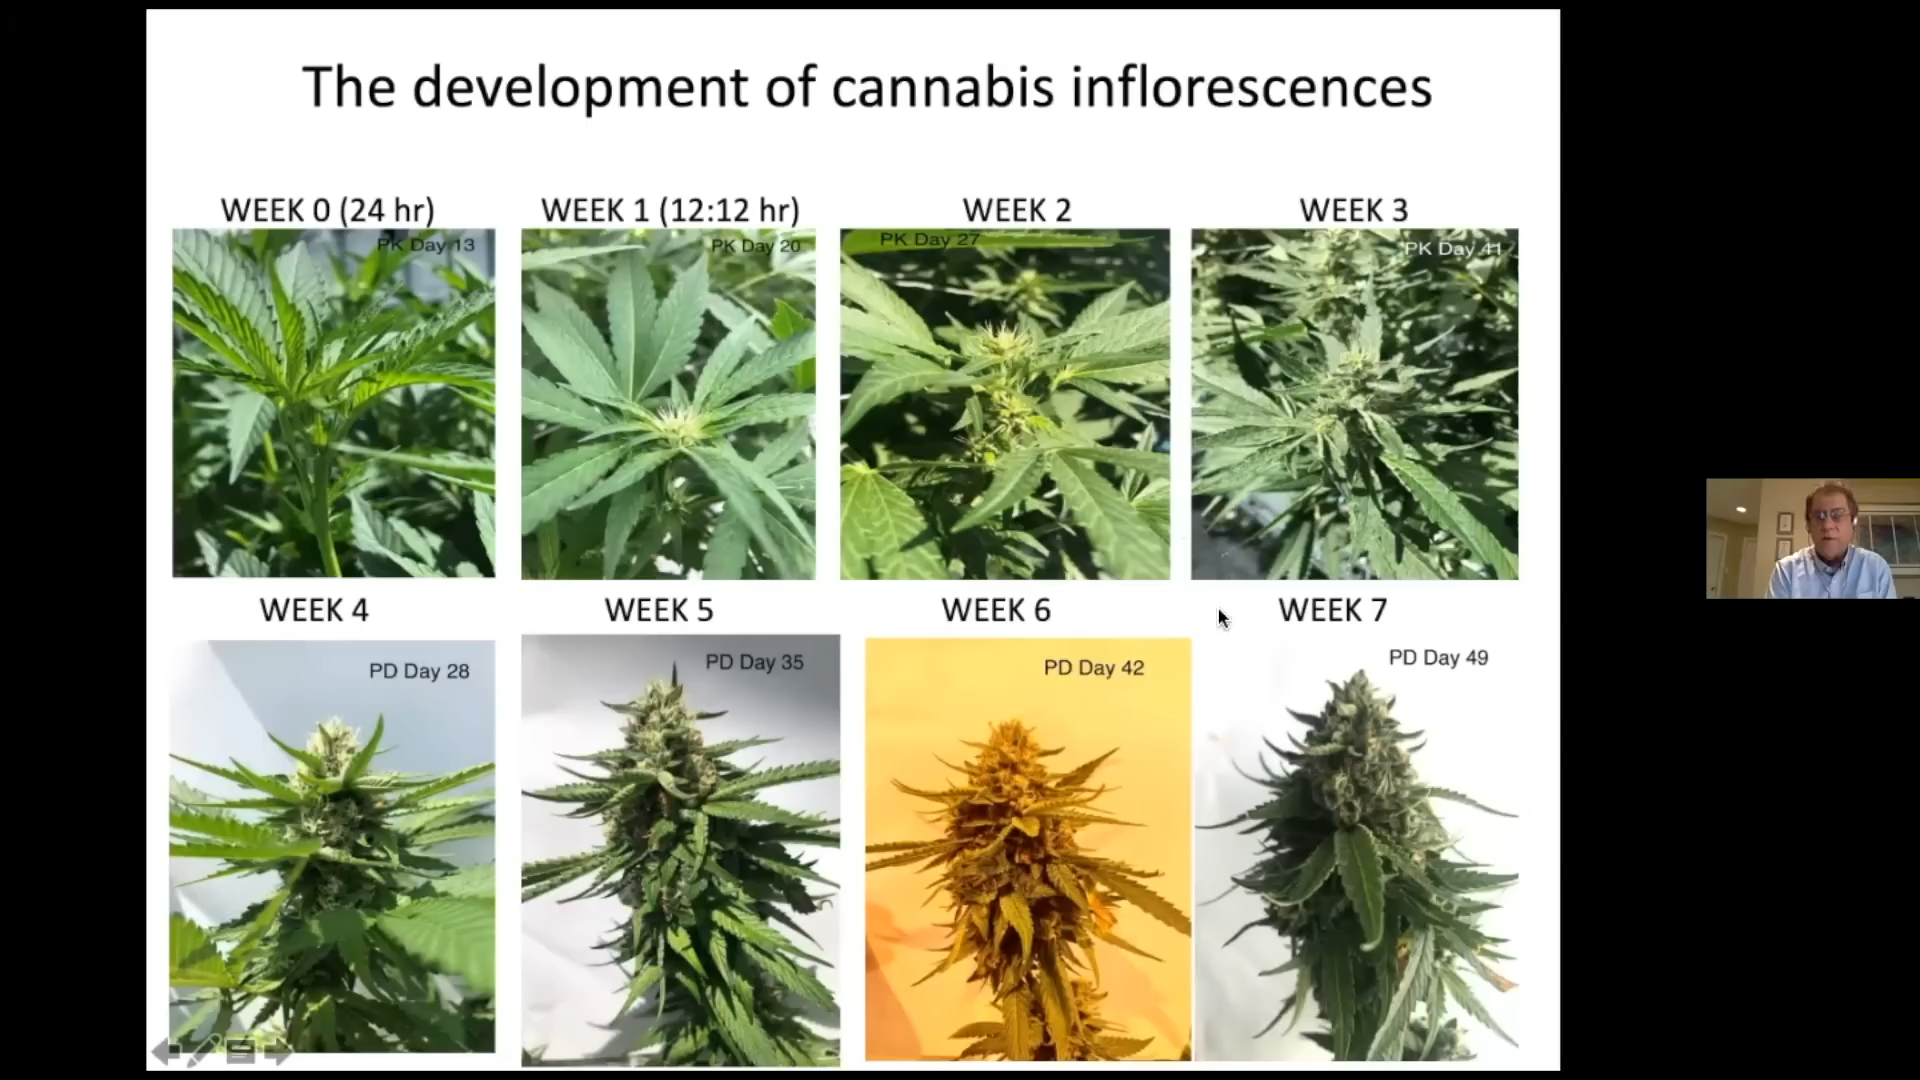 The development of cannabis inflorescences
WEEK 0 (24 hr)
WEEK 1 (12:12 hr)
WEEK 2
WEEK 3
PK Day 13
PK Day 20
PK Day 27
PK Day 41
WEEK 4
WEEK 5
WEEK 6
WEEK 7
PD Day 28
PD Day 35
PD Day 42
PD Day 49